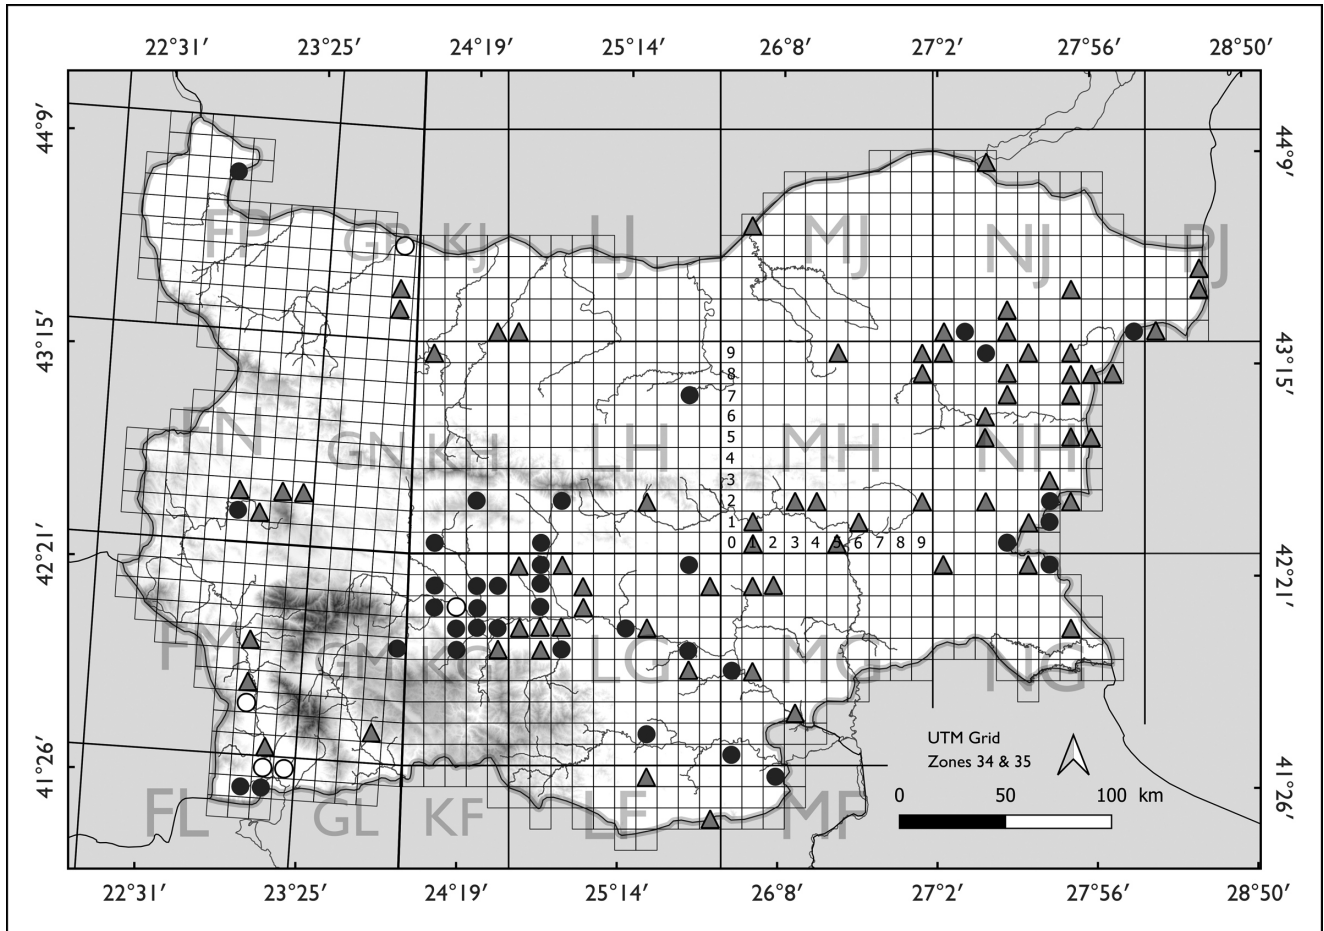 22°31′ 23°25′ 24°19′ 25°14′ 26°8′ 27°2′ 27°56′ 28°50′
44°9′ 44°9′
FP GP KJ LJ MJ NJ PJ
43°15′ 43°15′
9
8
7
6
FN GN KH LH MH NH
5
4
3
2
1
0 1 2 3 4 5 6 7 8 9
42°21′ 42°21′
FM GM KG LG MG NG
UTM Grid
Zones 34 & 35
41°26′ 41°26′
0 50 100 km
FL GL KF LF MF
22°31′ 23°25′ 24°19′ 25°14′ 26°8′ 27°2′ 27°56′ 28°50′